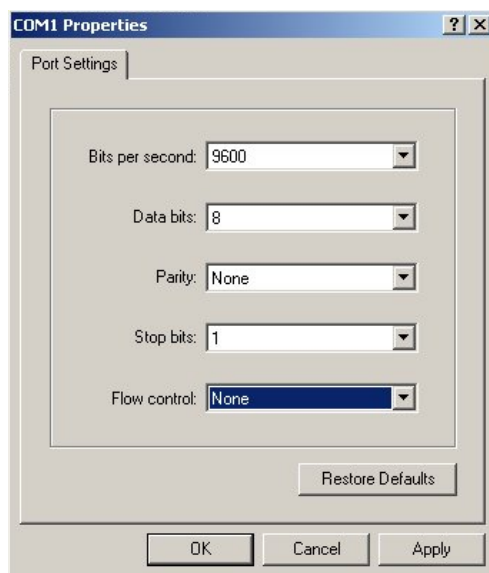 COM1 Properties
Port Settings
Bits per second: 9600
Data bits: 8
Parity: None
Stop bits: 1
Flow control: None
Restore Defaults
OK Cancel Apply